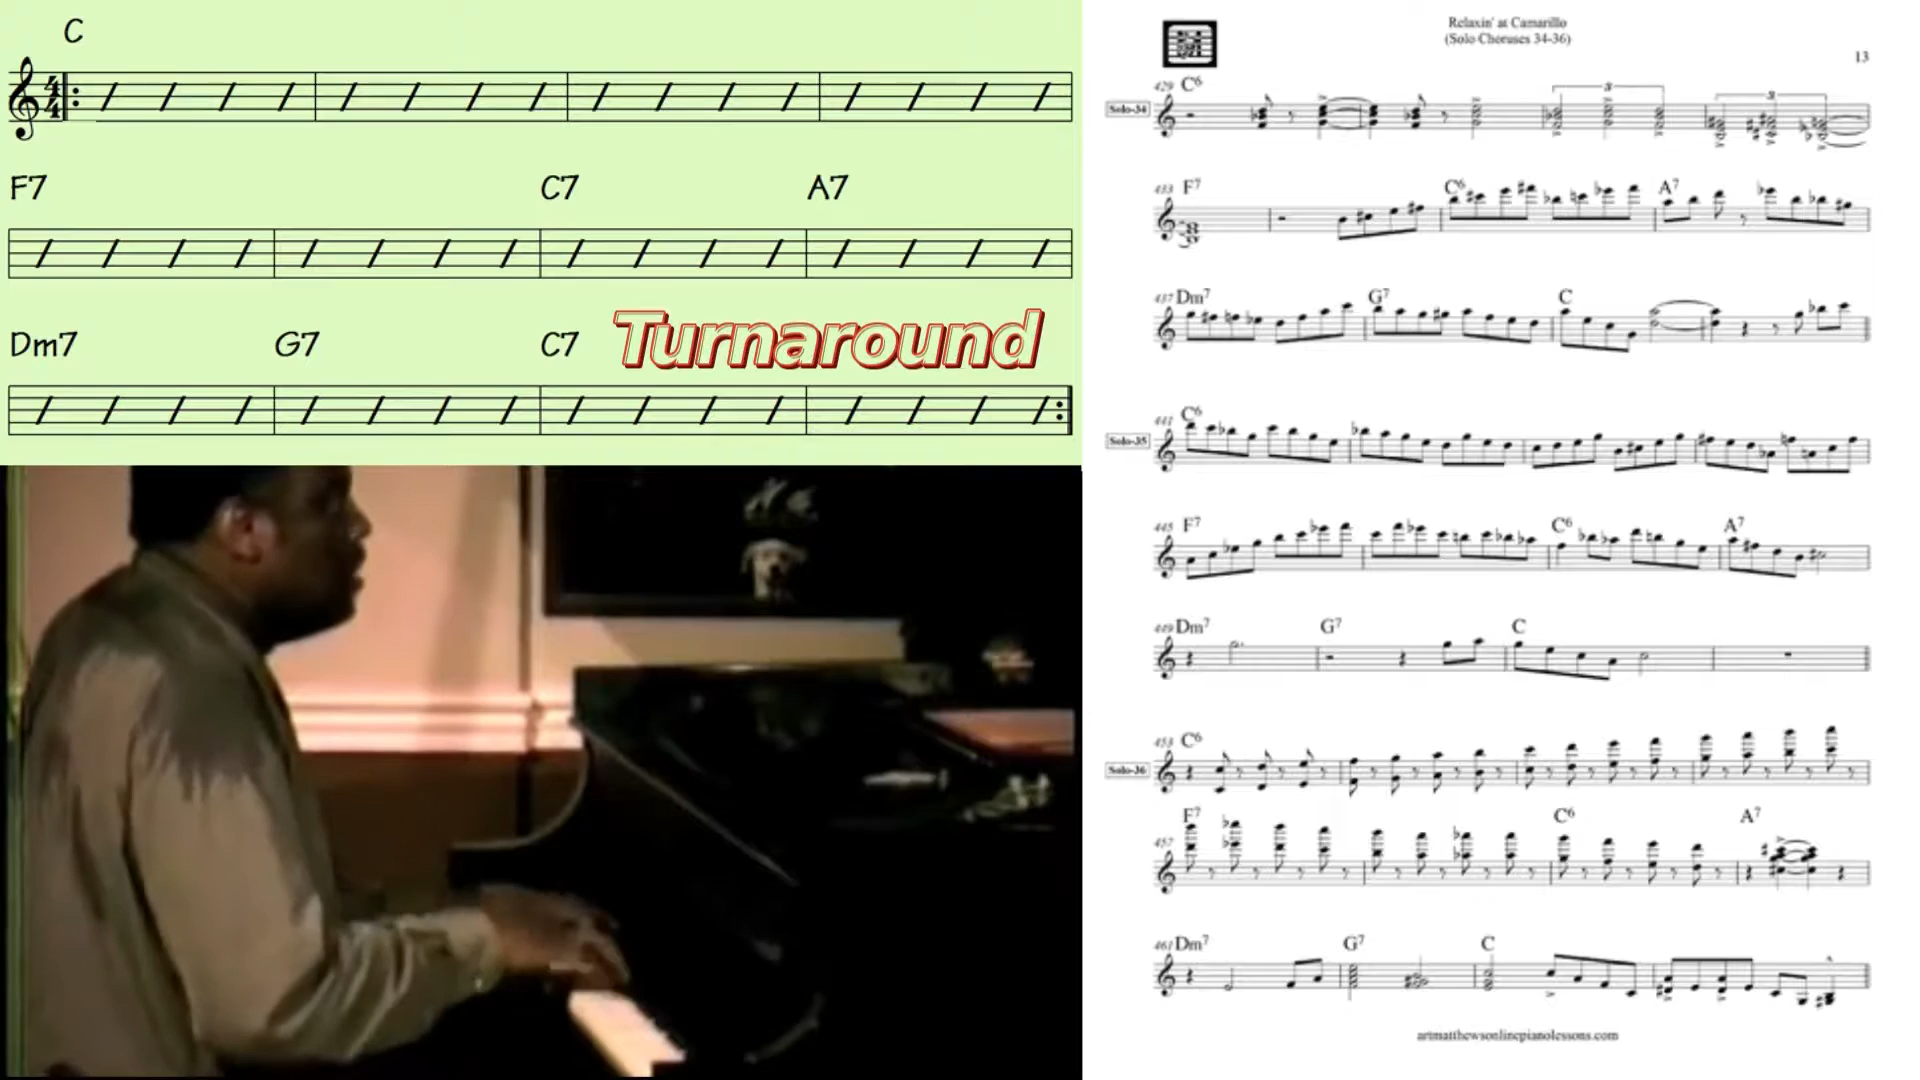 C
F7 C7 A7
Dm7 G7 C7 Turnaround
Relaxin' at Camarillo
(Solo Choruses 34-36)
13
429 C6
Solo-34
3 3
433 F7 C6 A7
437 Dm7 G7 C
441 C6
Solo-35
445 F7 C6 A7
449 Dm7 G7 C
453 C6
Solo-36
F7 C6 A7
457
461 Dm7 G7 C
artmatthewsonlinepianolessons.com